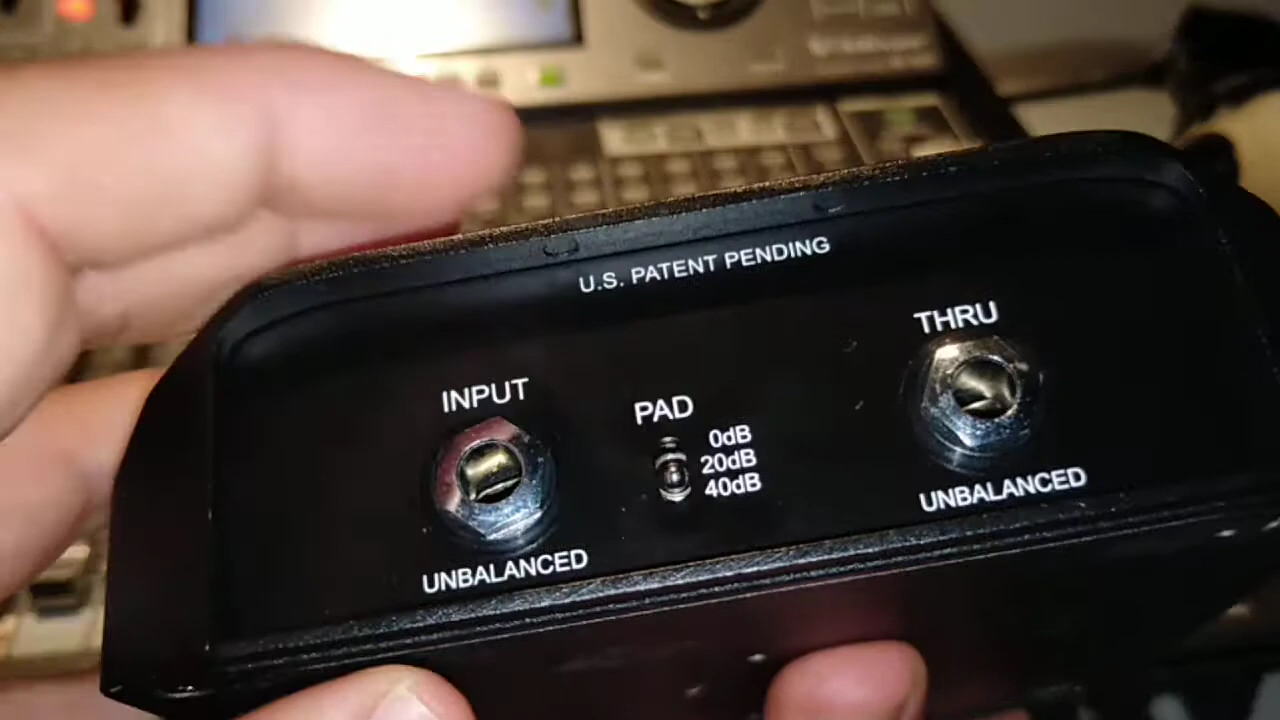 U.S. PATENT PENDING
THRU
INPUT
PAD
0dB
20dB
40dB
UNBALANCED
UNBALANCED